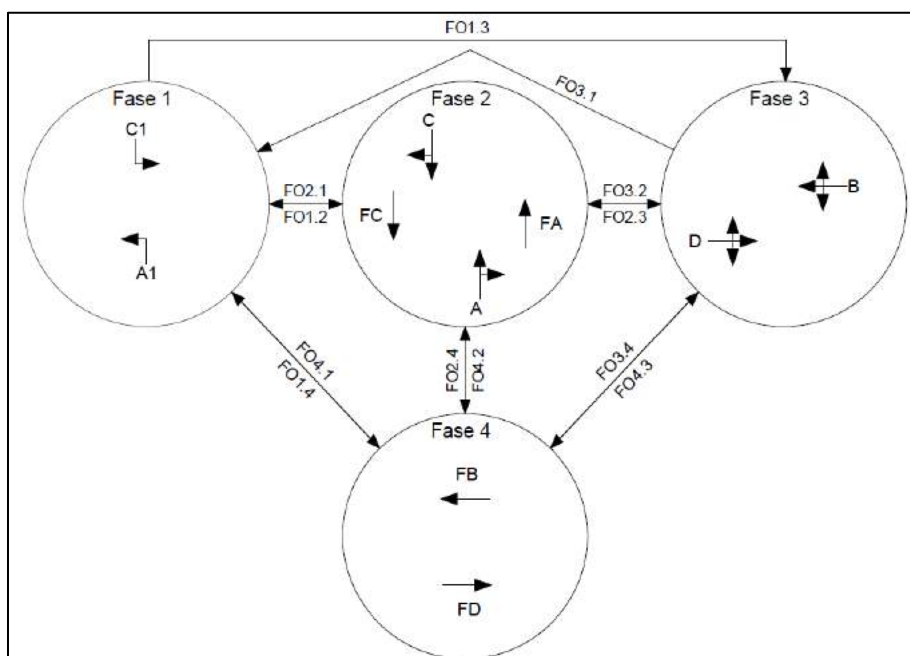 FO1.3
FO3.1
Fase 1
C1
A1
FO2.1
FO1.2
Fase 2
C
FC
FA
A
FO3.2
FO2.3
Fase 3
B
D
FO4.1
FO1.4
FO2.4
FO4.2
FO3.4
FO4.3
Fase 4
FB
FD